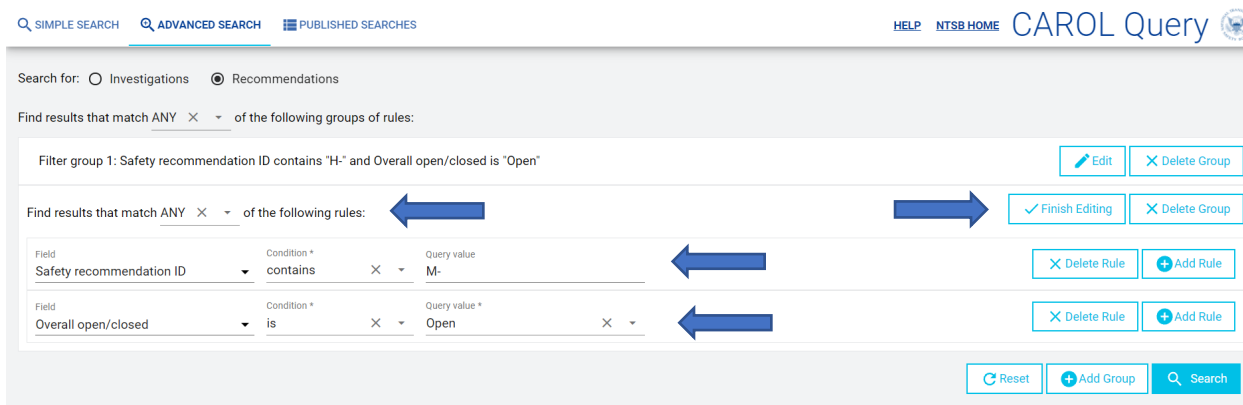 SIMPLE SEARCH ADVANCED SEARCH PUBLISHED SEARCHES HELP NTSB HOME CAROL Query
Search for: Investigations Recommendations
Find results that match ANY of the following groups of rules:
Filter group 1: Safety recommendation ID contains "H-" and Overall open/closed is "Open" Edit Delete Group
Find results that match ANY of the following rules: Finish Editing Delete Group
Field Condition * Query value
Safety recommendation ID contains M- Delete Rule Add Rule
Field Condition * Query value *
Overall open/closed is Open Delete Rule Add Rule
Reset Add Group Search